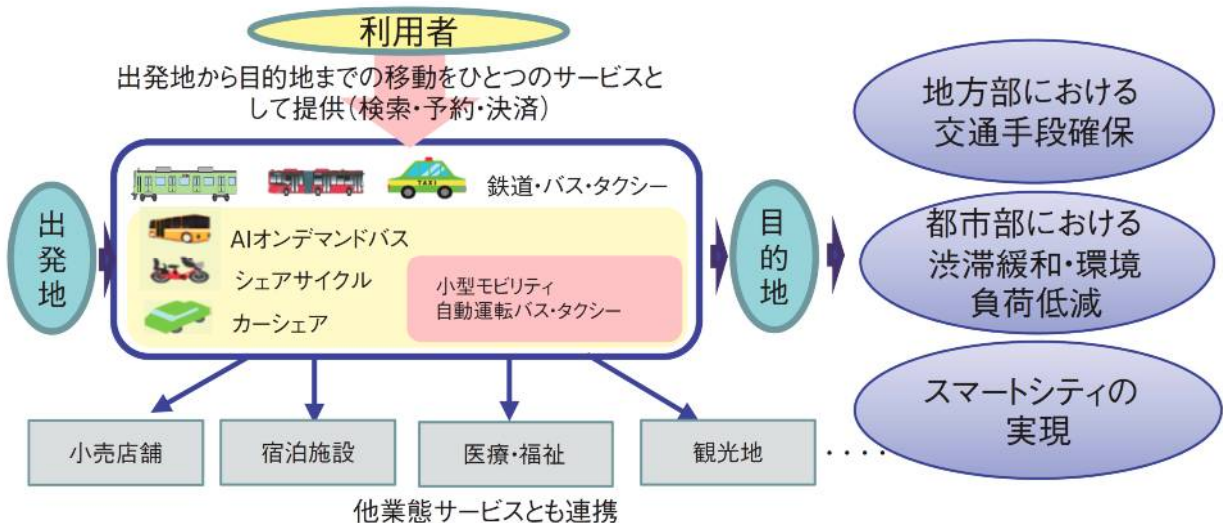 利用者
出発地から目的地までの移動をひとつのサービスと
して提供(検索・予約・決済)
鉄道・バス・タクシー
TAXI
出発地
AIオンデマンドバス
シェアサイクル
カーシェア
小型モビリティ
自動運転バス・タクシー
目的地
小売店舗
宿泊施設
医療・福祉
観光地
････
他業態サービスとも連携
地方部における
交通手段確保
都市部における
渋滞緩和・環境
負荷低減
スマートシティの
実現